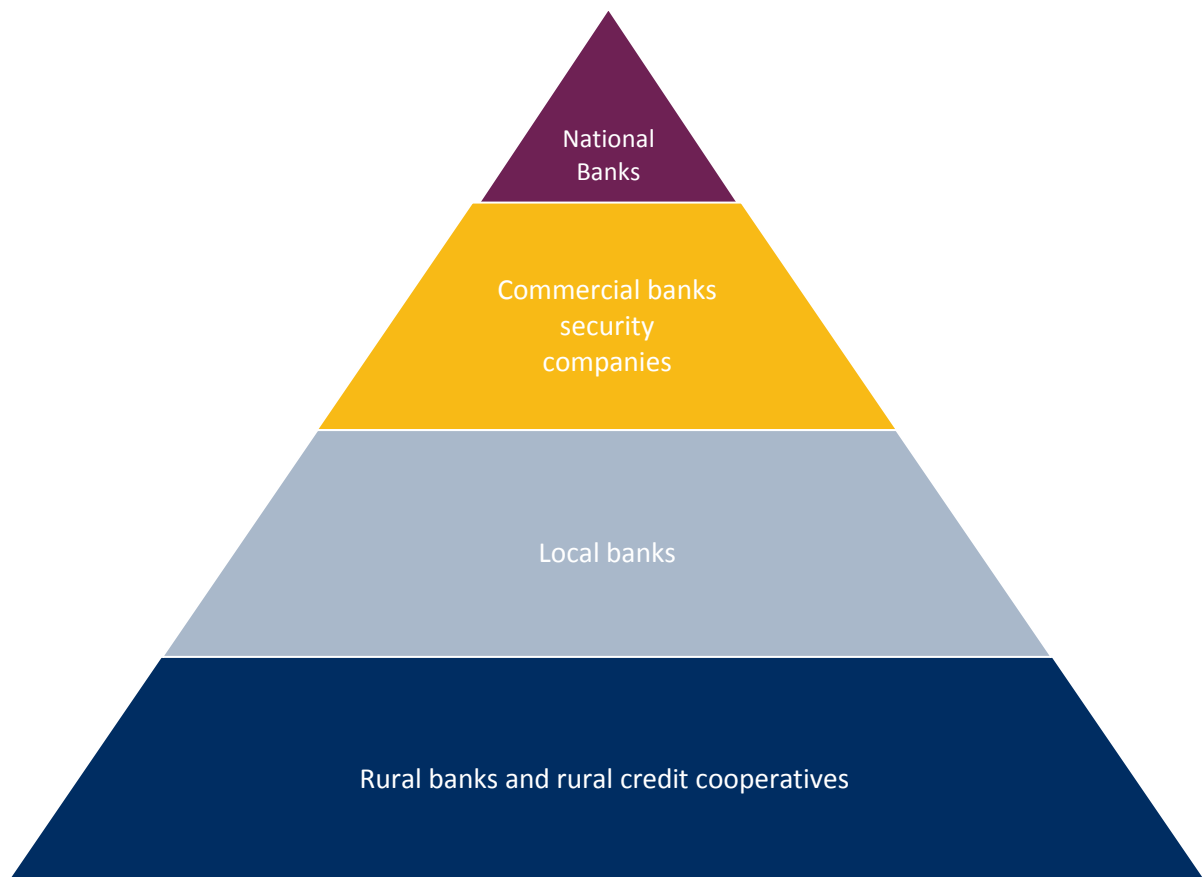 National
Banks
Commercial banks
security
companies
Local banks
Rural banks and rural credit cooperatives